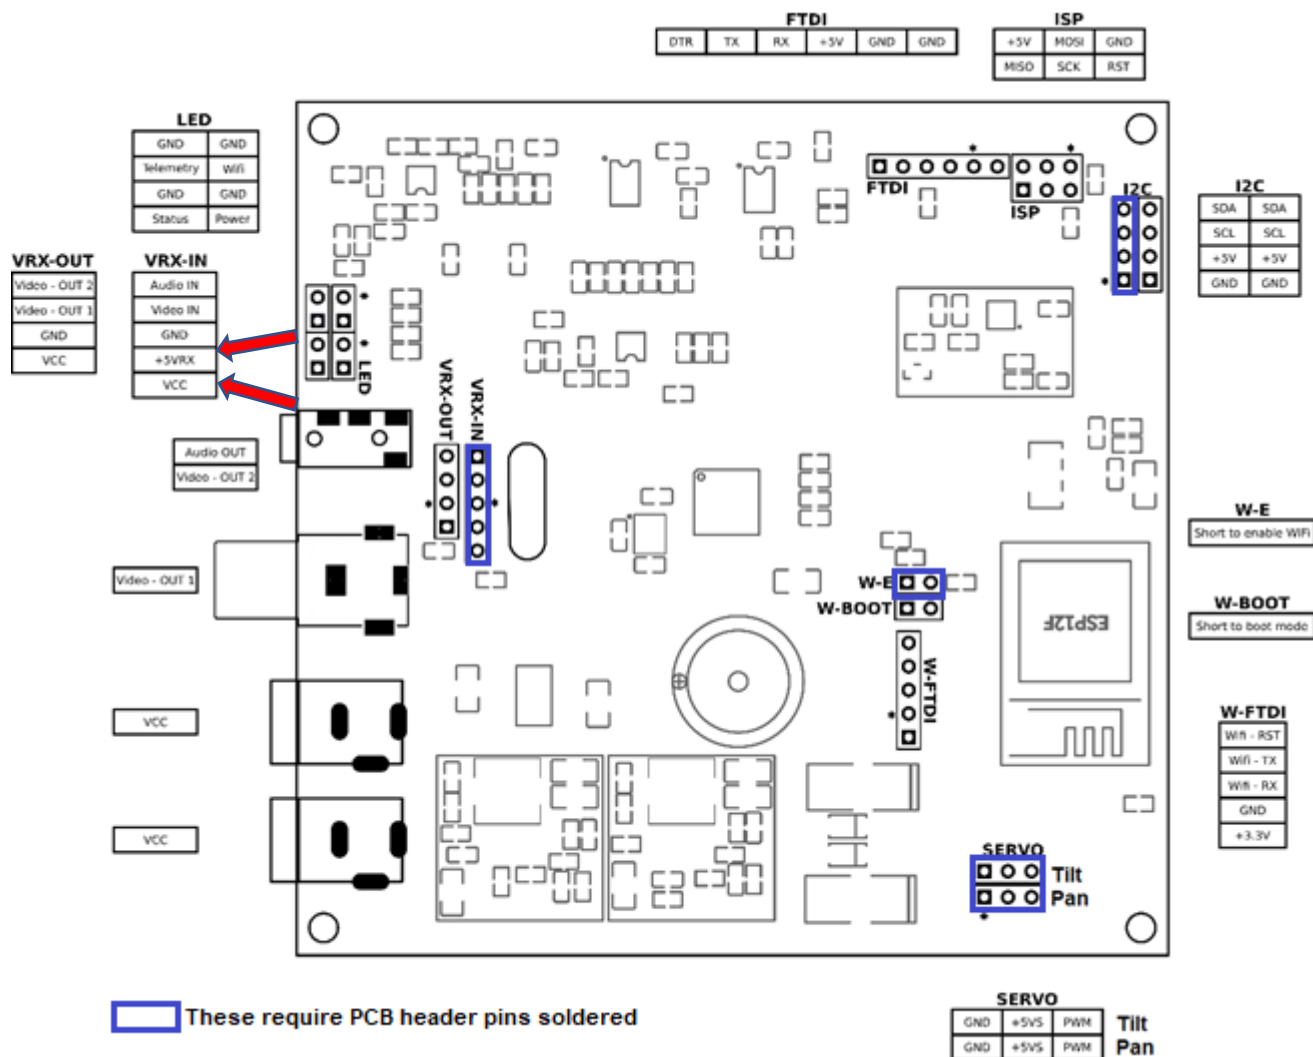 FTDI
DTR TX RX +5V GND GND
ISP
+5V MOSI GND
MISO SCK RST
LED
GND GND
Telemetry Wifi
GND GND
Status Power
VRX-OUT
Video - OUT 2
Video - OUT 1
GND
VCC
VRX-IN
Audio IN
Video IN
GND
+5VRX
VCC
Audio OUT
Video - OUT 2
Video - OUT 1
VCC
VCC
FTDI
ISP
I2C
I2C
SDA SDA
SCL SCL
+5V +5V
GND GND
LED
VRX-OUT
VRX-IN
W-E
W-BOOT
W-FTDI
ESP12F
W-E
Short to enable WiFi
W-BOOT
Short to boot mode
W-FTDI
Wifi - RST
Wifi - TX
Wifi - RX
GND
+3.3V
SERVO
Tilt
Pan
These require PCB header pins soldered
SERVO
GND +5VS PWM Tilt
GND +5VS PWM Pan